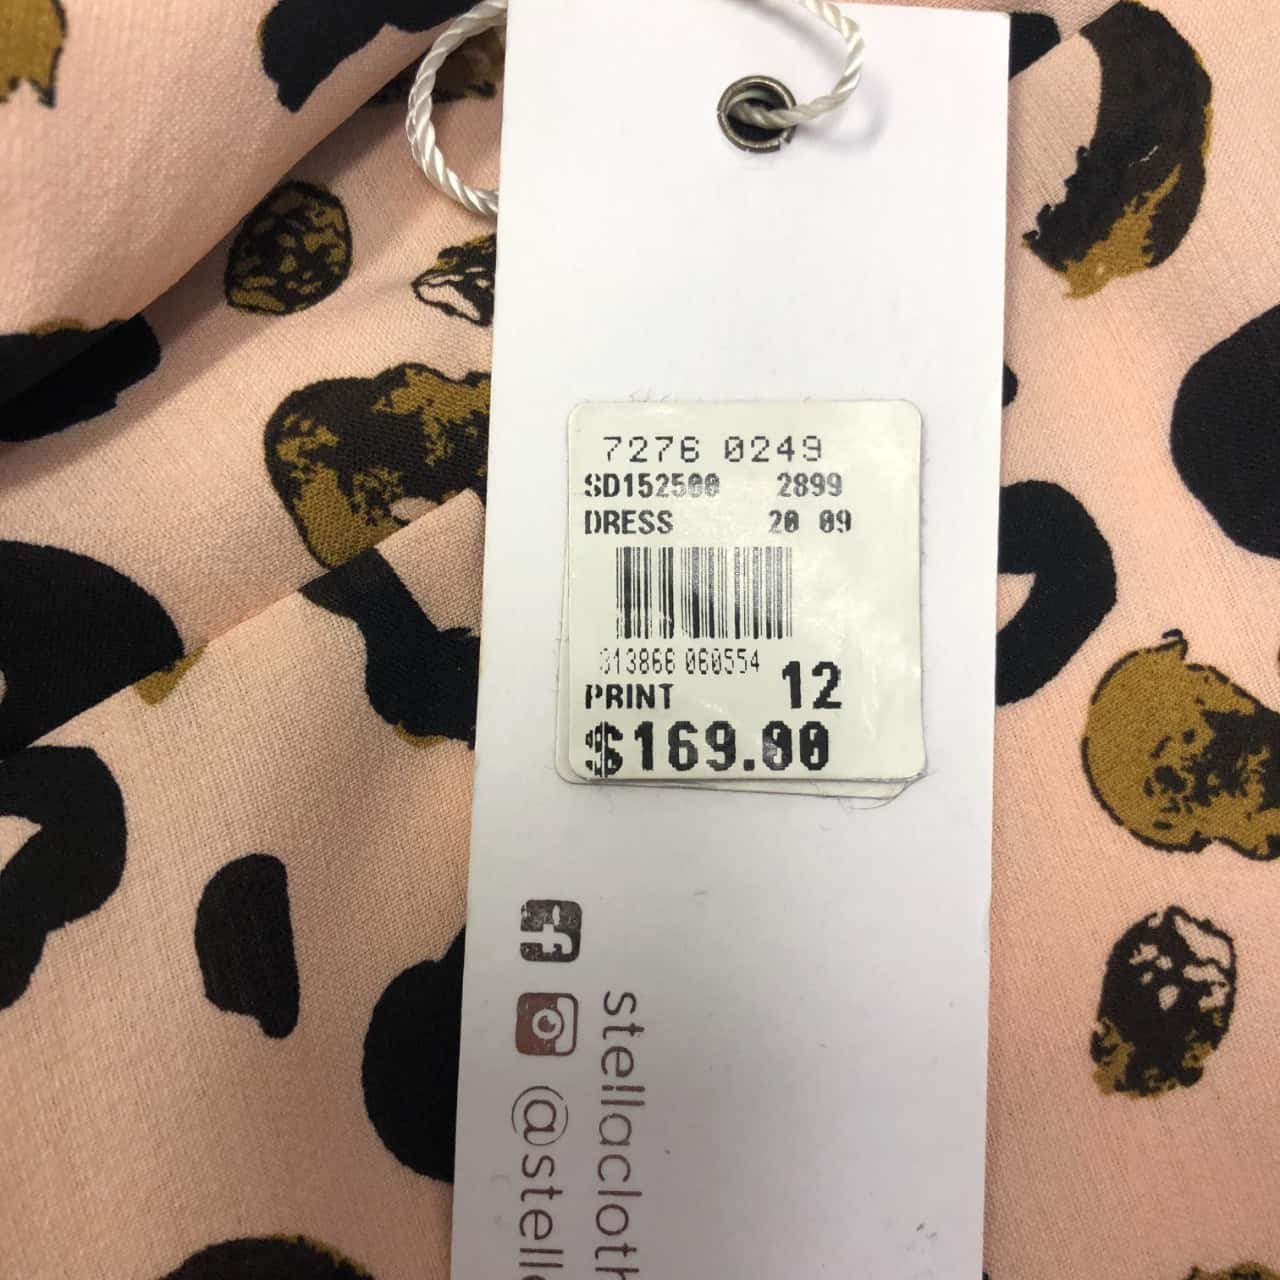 7276 0249
SD152500 2899
DRESS 20 09
313866 060554
PRINT 12
$169.00
stellacloth
@stell